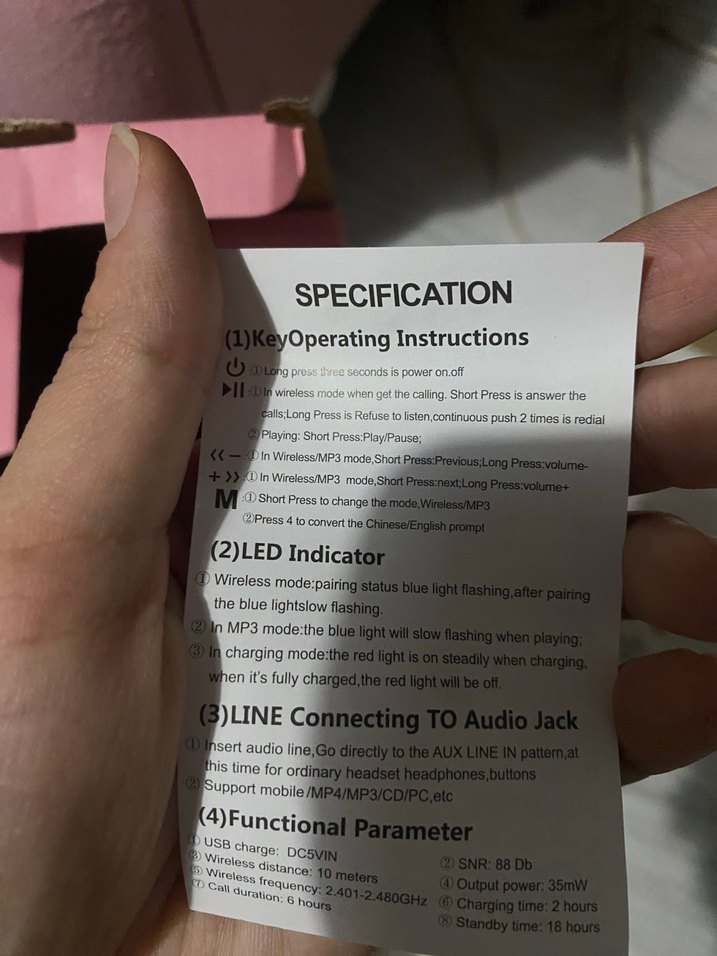 SPECIFICATION
(1)KeyOperating Instructions
⏻ :① Long press three seconds is power on.off
▶II :① In wireless mode when get the calling. Short Press is answer the
calls;Long Press is Refuse to listen,continuous push 2 times is redial
② Playing: Short Press:Play/Pause;
《 — :① In Wireless/MP3 mode,Short Press:Previous;Long Press:volume-
+ 》 :① In Wireless/MP3 mode,Short Press:next;Long Press:volume+
M :① Short Press to change the mode,Wireless/MP3
②Press 4 to convert the Chinese/English prompt
(2)LED Indicator
① Wireless mode:pairing status blue light flashing,after pairing
the blue lightslow flashing.
② In MP3 mode:the blue light will slow flashing when playing;
③ In charging mode:the red light is on steadily when charging,
when it's fully charged,the red light will be off.
(3)LINE Connecting TO Audio Jack
① Insert audio line,Go directly to the AUX LINE IN pattern,at
this time for ordinary headset headphones,buttons
② Support mobile/MP4/MP3/CD/PC,etc
(4)Functional Parameter
① USB charge: DC5VIN
② SNR: 88 Db
③ Wireless distance: 10 meters
④ Output power: 35mW
⑤ Wireless frequency: 2.401-2.480GHz
⑥ Charging time: 2 hours
⑦ Call duration: 6 hours
⑧ Standby time: 18 hours